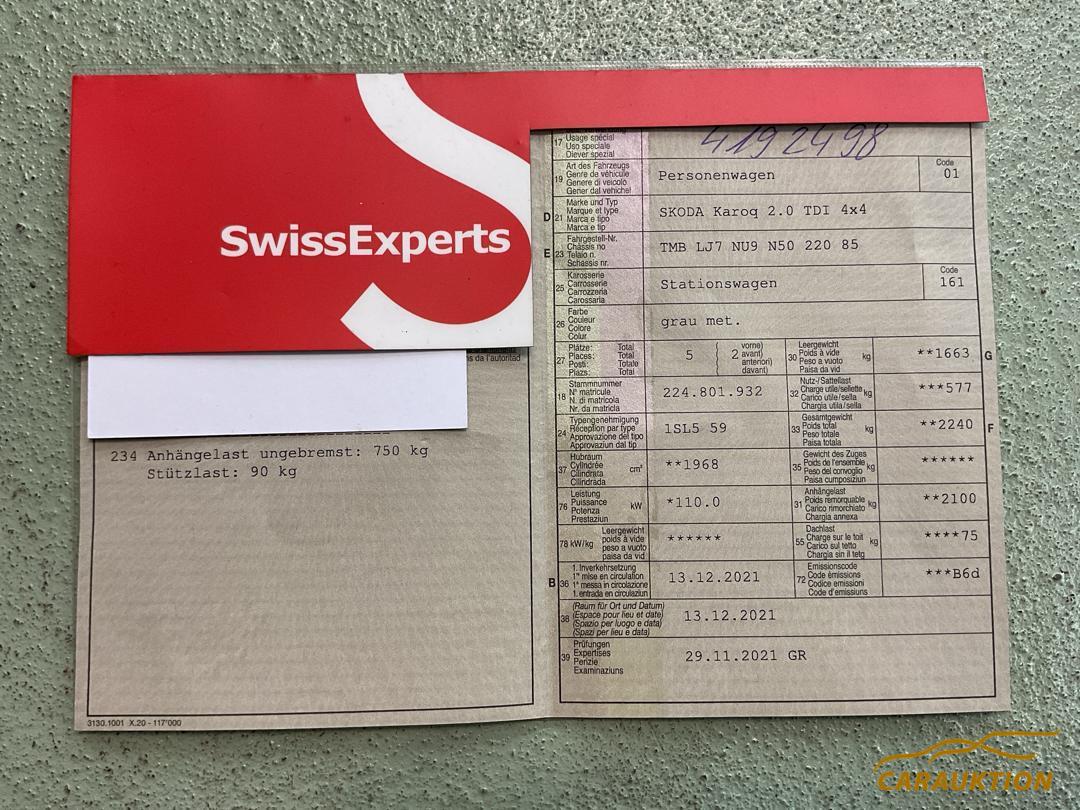 SwissExperts
ns da l'autoritad
234 Anhängelast ungebremst: 750 kg
Stützlast: 90 kg
3130.1001 X.20 - 117'000
4192498
17
Usage spécial
Uso speciale
Diever spezial
19
Art des Fahrzeugs
Genre de véhicule
Genere di veicolo
Gener dal vehichel
Personenwagen
Code
01
D 21
Marke und Typ
Marque et type
Marca e tipo
Marca e tip
SKODA Karoq 2.0 TDI 4x4
E 23
Fahrgestell-Nr.
Châssis no
Telaio n.
Schassis nr.
TMB LJ7 NU9 N50 220 85
25
Karosserie
Carrosserie
Carrozzeria
Carossaria
Stationswagen
Code
161
26
Farbe
Couleur
Colore
Colur
grau met.
27
Plätze: Total
Places: Total
Posti: Totale
Plazs: Total
5
2
vorne)
avant)
anteriori)
davant)
30
Leergewicht
Poids à vide
Peso a vuoto
Paisa da vid
kg
**1663
G
18
Stammnummer
N° matricule
N. di matricola
Nr. da matricla
224.801.932
32
Nutz-/Sattellast
Charge utile/sellette
Carico utile/sella
Chargia utila/sella
kg
***577
24
Typengenehmigung
Réception par type
Approvazione del tipo
Approvaziun dal tip
1SL5 59
33
Gesamtgewicht
Poids total
Peso totale
Paisa totala
kg
**2240
F
37
Hubraum
Cylindrée
Cilindrata
Cilindrada
cm³
**1968
35
Gewicht des Zuges
Poids de l'ensemble
Peso del convoglio
Paisa cumposiziun
kg
******
76
Leistung
Puissance
Potenza
Prestaziun
kW
*110.0
31
Anhängelast
Poids remorquable
Carico rimorchiato
Chargia annexa
kg
**2100
78 kW/kg
Leergewicht
poids à vide
peso a vuoto
paisa da vid
******
55
Dachlast
Charge sur le toit
Carico sul tetto
Chargia sin il tetg
kg
****75
B 36
1. Inverkehrsetzung
1re mise en circulation
1a messa in circolazione
1. entrada en circulaziun
13.12.2021
72
Emissionscode
Code émissions
Codice emissioni
Code d'emissiuns
***B6d
38
(Raum für Ort und Datum)
(Espace pour lieu et date)
(Spazio per luogo e data)
(Spazi per lieu e data)
13.12.2021
39
Prüfungen
Expertises
Perizie
Examinaziuns
29.11.2021 GR
CARAUKTION